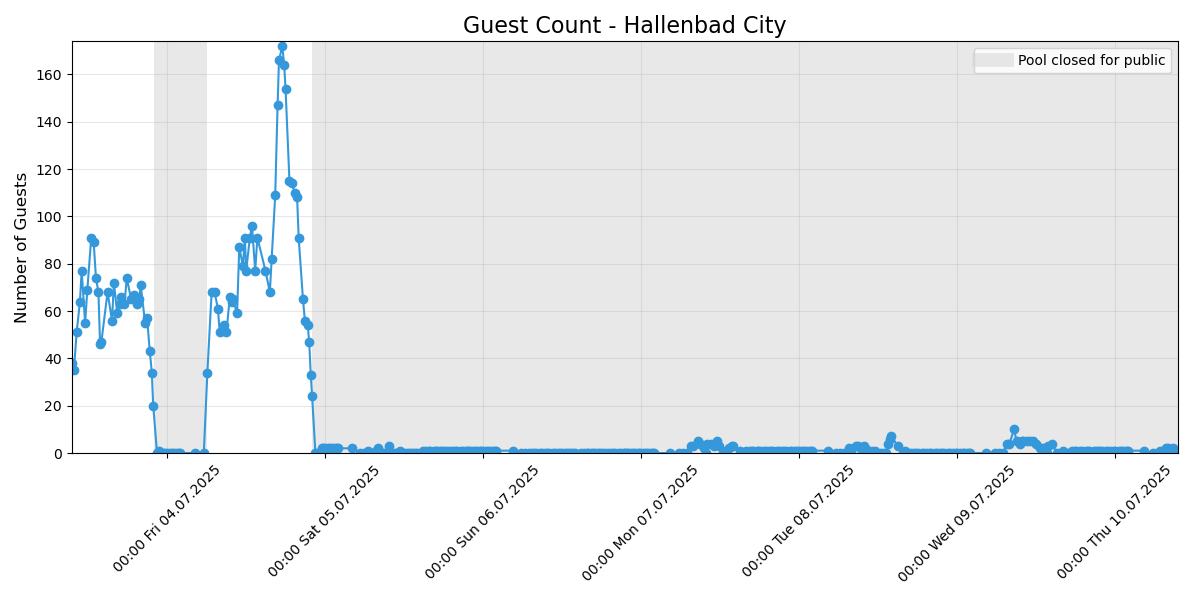 Guest Count - Hallenbad City
Pool closed for public
Number of Guests
160
140
120
100
80
60
40
20
0
00:00 Fri 04.07.2025
00:00 Sat 05.07.2025
00:00 Sun 06.07.2025
00:00 Mon 07.07.2025
00:00 Tue 08.07.2025
00:00 Wed 09.07.2025
00:00 Thu 10.07.2025